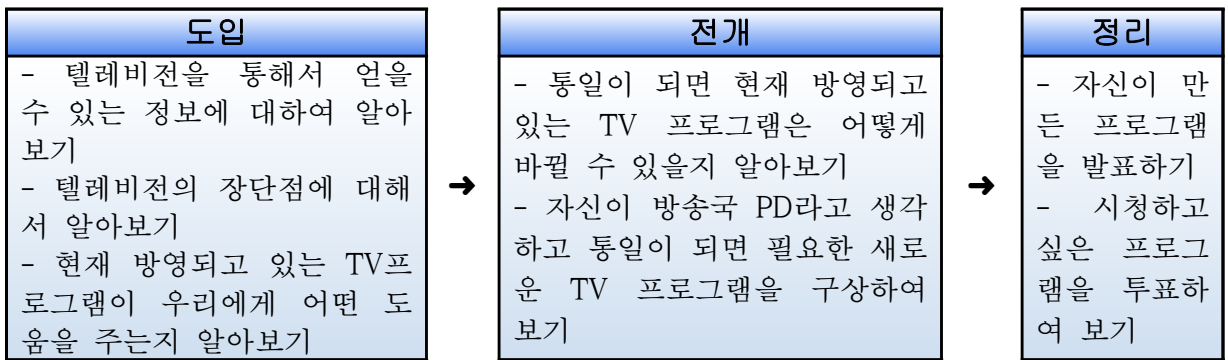 도입
- 텔레비전을 통해서 얻을
수 있는 정보에 대하여 알아
보기
- 텔레비전의 장단점에 대해
서 알아보기
- 현재 방영되고 있는 TV프
로그램이 우리에게 어떤 도
움을 주는지 알아보기
➜
전개
- 통일이 되면 현재 방영되고
있는 TV 프로그램은 어떻게
바뀔 수 있을지 알아보기
- 자신이 방송국 PD라고 생각
하고 통일이 되면 필요한 새로
운 TV 프로그램을 구상하여
보기
➜
정리
- 자신이 만
든 프로그램
을 발표하기
- 시청하고
싶은 프로그
램을 투표하
여 보기